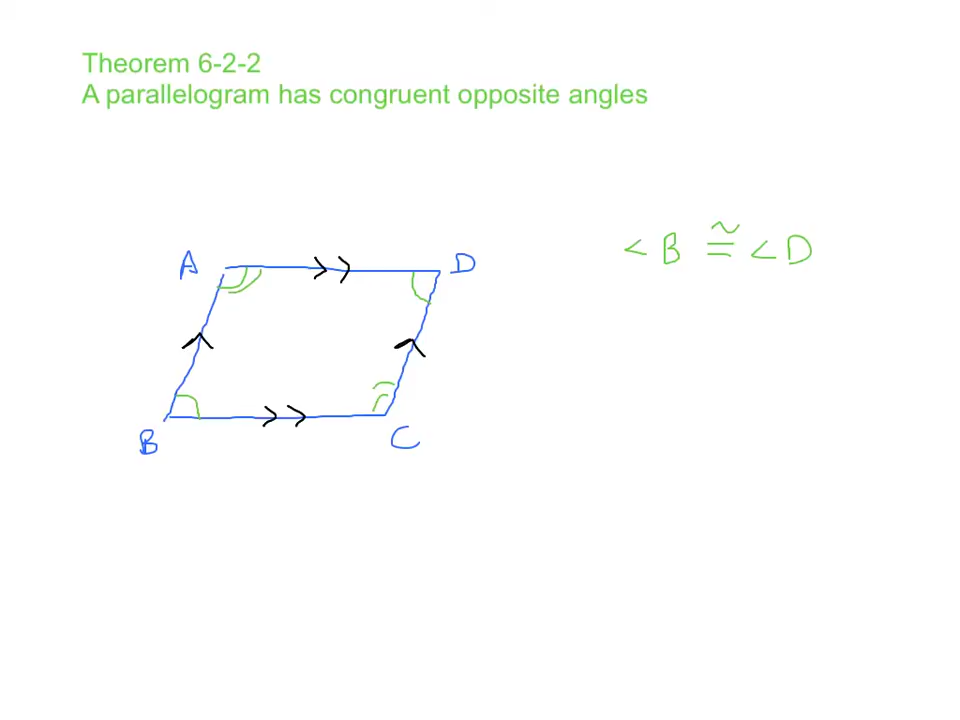 Theorem 6-2-2
A parallelogram has congruent opposite angles
<B ≅ <D
A
D
B
C